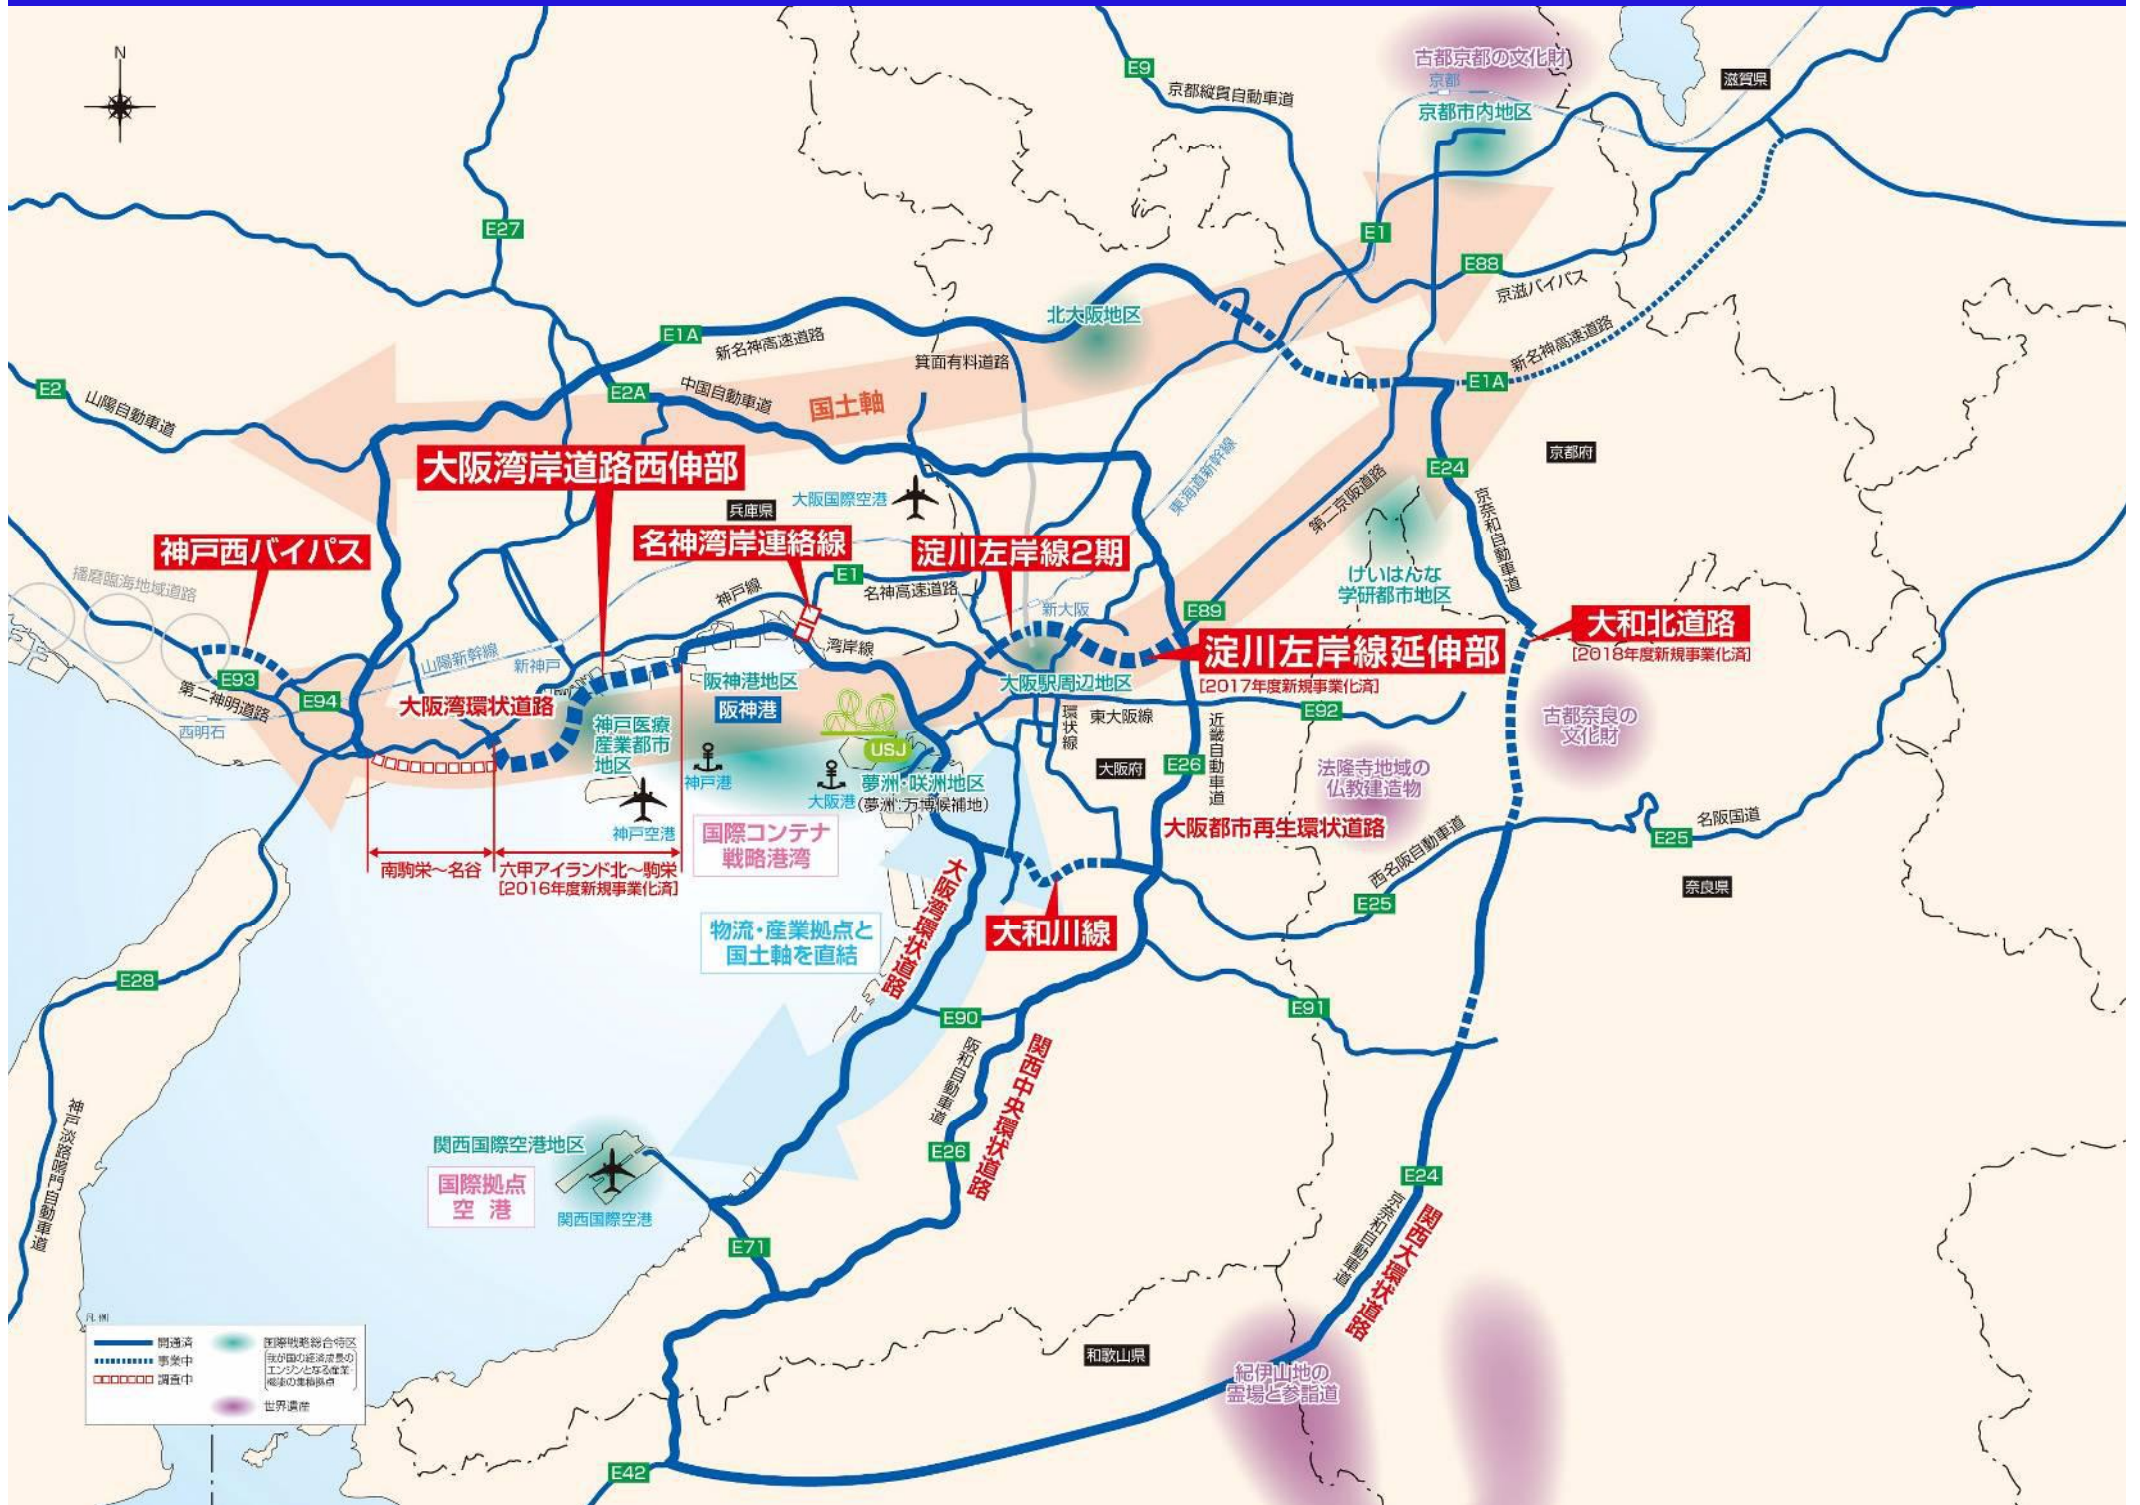 N
E9
京都縦貫自動車道
古都京都の文化財
京都
京都市内地区
滋賀県
E27
E1
E88
京滋バイパス
北大阪地区
E1A
新名神高速道路
箕面有料道路
新名神高速道路
E1A
E2
山陽自動車道
E2A
中国自動車道
国土軸
大阪湾岸道路西伸部
兵庫県
大阪国際空港
東海道新幹線
第二京阪道路
E24
京都府
京奈和自動車道
神戸西バイパス
名神湾岸連絡線
淀川左岸線2期
播磨臨海地域道路
神戸線
E1
名神高速道路
新大阪
けいはんな
学研都市地区
E89
大和北道路
[2018年度新規事業化済]
山陽新幹線
新神戸
湾岸線
淀川左岸線延伸部
[2017年度新規事業化済]
E93
E94
第二神明道路
西明石
大阪湾環状道路
阪神港地区
阪神港
大阪駅周辺地区
神戸医療
産業都市
地区
USJ
環状線
東大阪線
E92
近畿自動車道
古都奈良の
文化財
神戸港
大阪港
夢洲・咲洲地区
(夢洲:万博候補地)
大阪府
E26
法隆寺地域の
仏教建造物
神戸空港
国際コンテナ
戦略港湾
大阪都市再生環状道路
西名阪自動車道
名阪国道
E25
南駒栄〜名谷
六甲アイランド北〜駒栄
[2016年度新規事業化済]
大阪湾環状道路
大和川線
E25
奈良県
物流・産業拠点と
国土軸を直結
E28
E90
阪和自動車道
関西中央環状道路
E91
神戸淡路鳴門自動車道
関西国際空港地区
国際拠点
空 港
関西国際空港
E26
E71
E24
京奈和自動車道
関西大環状道路
和歌山県
紀伊山地の
霊場と参詣道
E42
凡 例
開通済
事業中
調査中
国際戦略総合特区
我が国の経済成長の
エンジンとなる産業・
機能の集積拠点
世界遺産